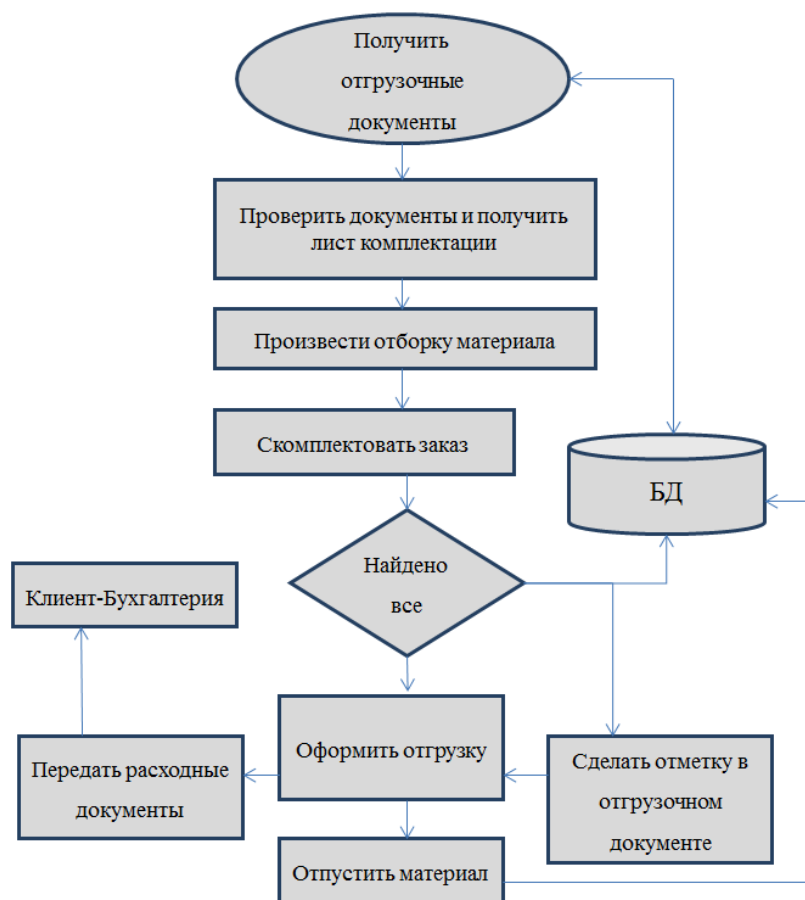 Получить
отгрузочные
документы
Проверить документы и получить
лист комплектации
Произвести отборку материала
Скомплектовать заказ
БД
Найдено
все
Клиент-Бухгалтерия
Оформить отгрузку
Передать расходные
документы
Сделать отметку в
отгрузочном
документе
Отпустить материал